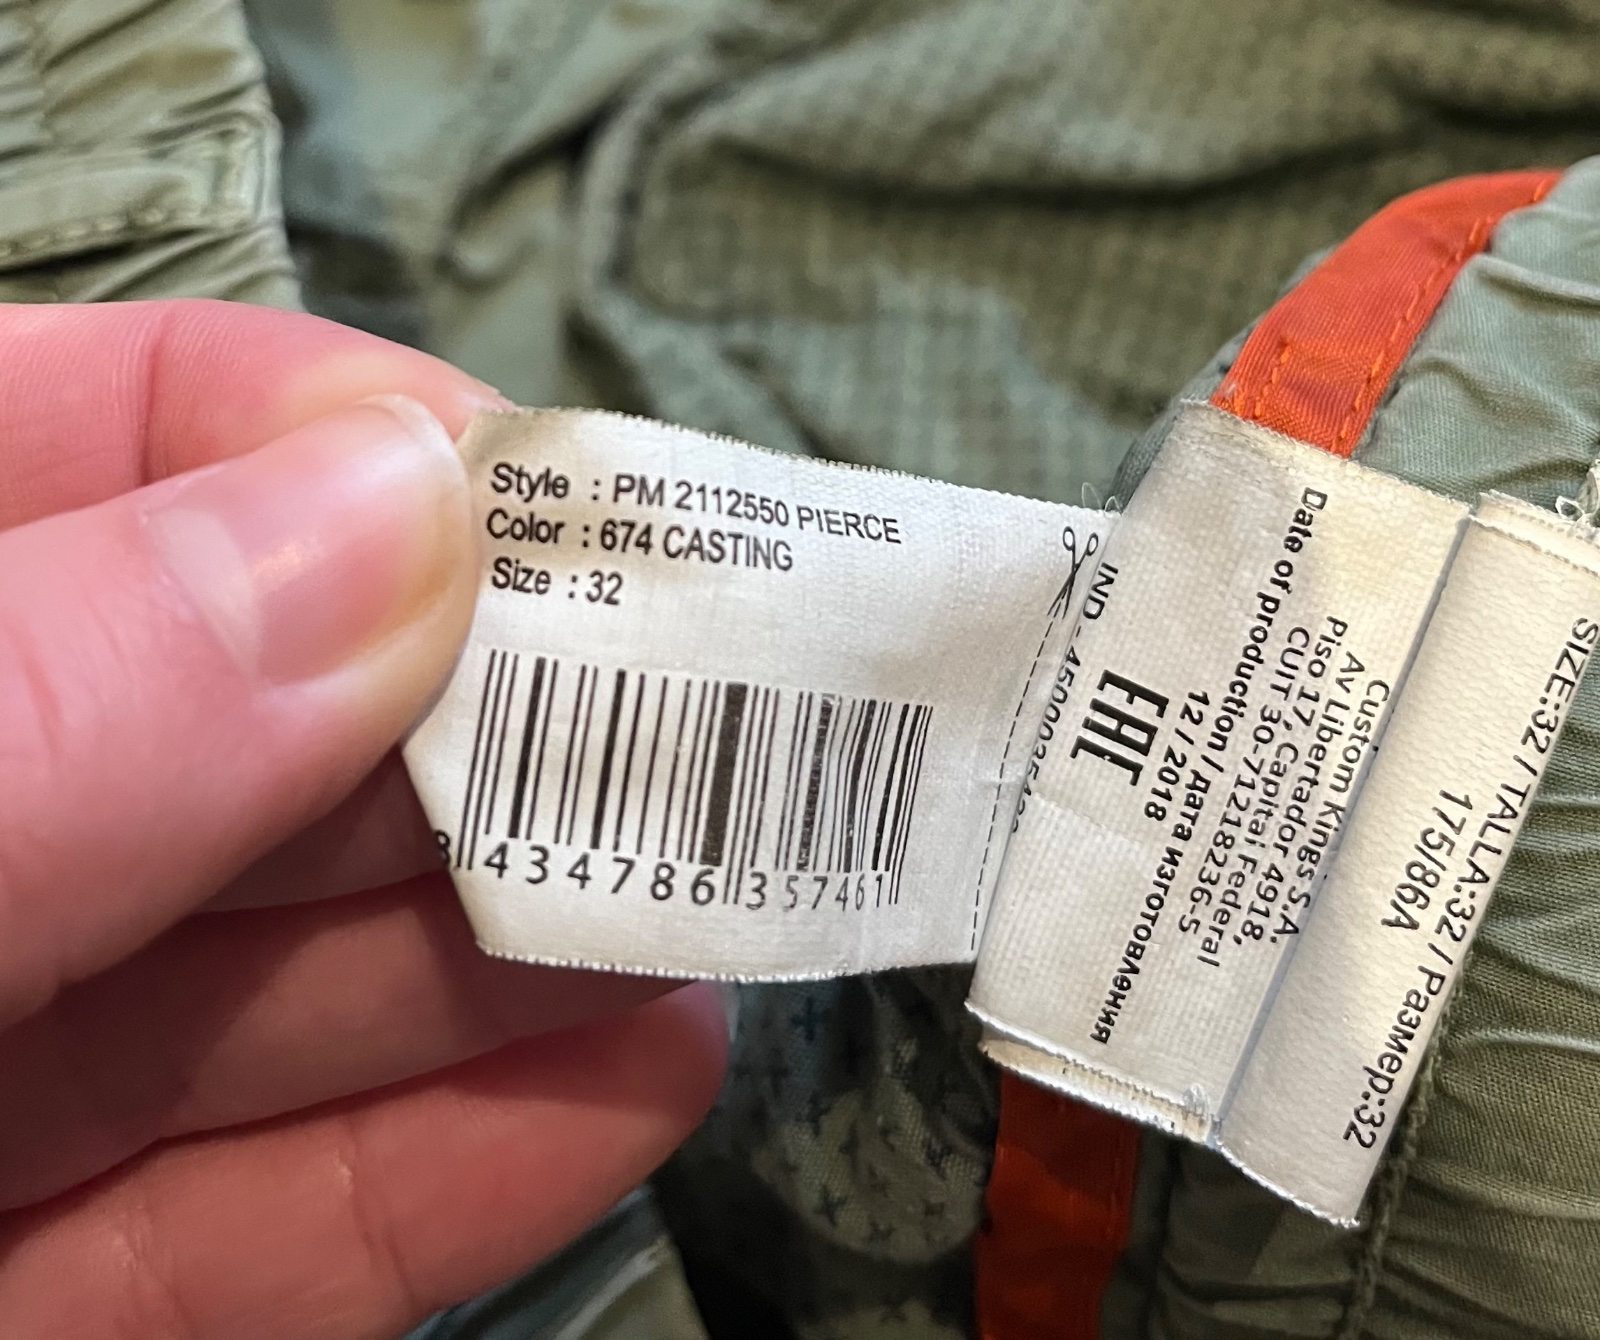 Style : PM 2112550 PIERCE
Color : 674 CASTING
Size : 32
8 434786 357461
IND - 45000
EAC
Date of production / Дата изготовления
12 / 2018
Custom Kings S.A.
Av Libertador 4918,
Piso 17, Capital Federal
CUIT 30-71218236-5
SIZE:32 / TALLA:32 / Размер:32
175/86A